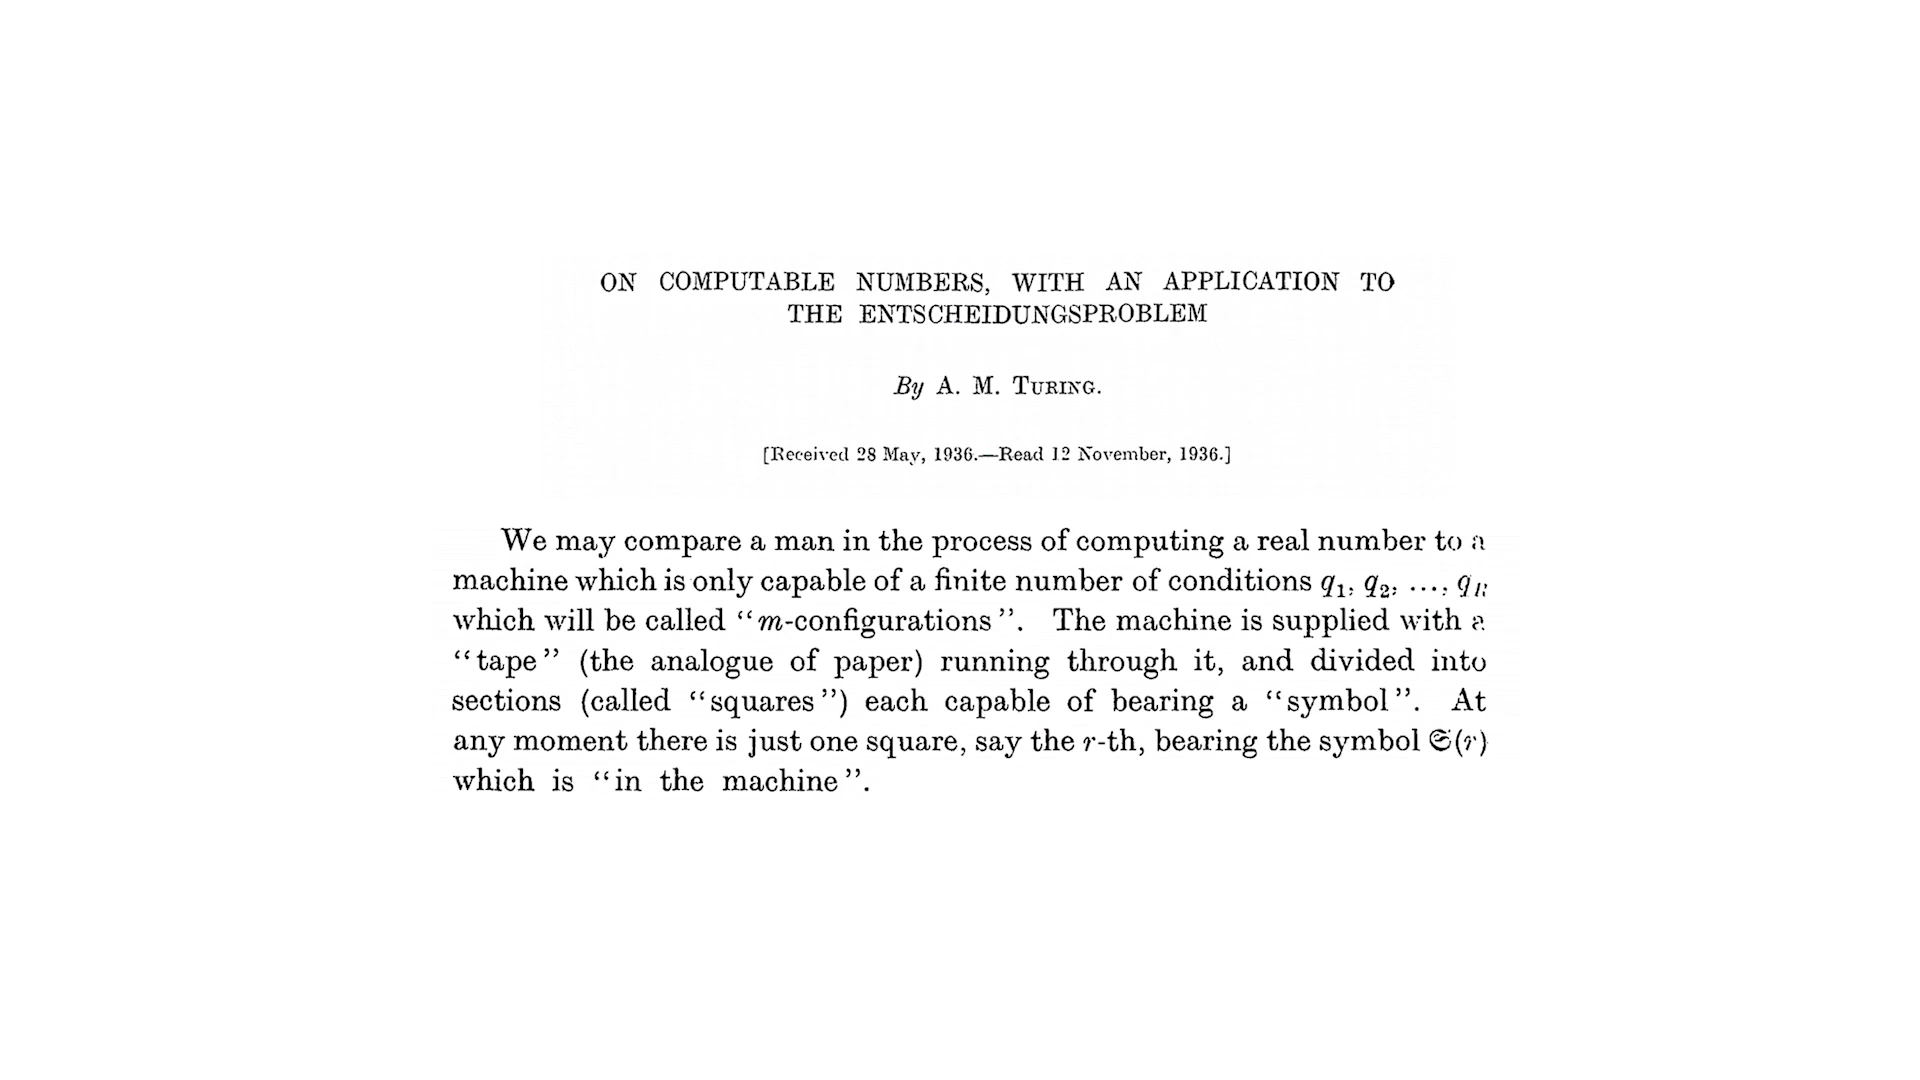 ON COMPUTABLE NUMBERS, WITH AN APPLICATION TO
THE ENTSCHEIDUNGSPROBLEM
By A. M. TURING.
[Received 28 May, 1936.—Read 12 November, 1936.]
We may compare a man in the process of computing a real number to a
machine which is only capable of a finite number of conditions q₁, q₂, ...,
which will be called “m-configurations”. The machine is supplied with a
“tape” (the analogue of paper) running through it, and divided into
sections (called “squares”) each capable of bearing a “symbol”. At
any moment there is just one square, say the r-th, bearing the symbol 𝔖(r)
which is “in the machine”.